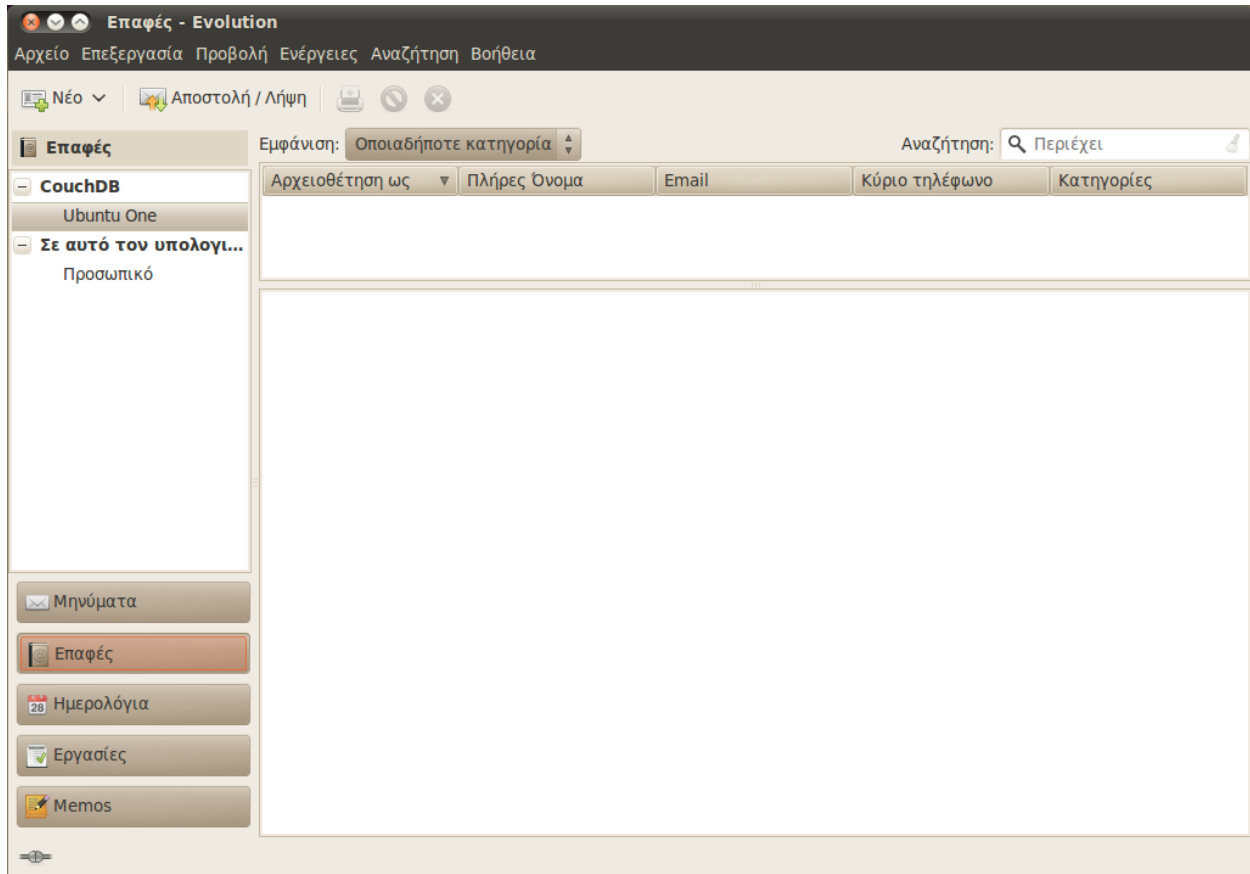 Επαφές - Evolution
Αρχείο Επεξεργασία Προβολή Ενέργειες Αναζήτηση Βοήθεια
Νέο Αποστολή / Λήψη
Επαφές
Εμφάνιση: Οποιαδήποτε κατηγορία Αναζήτηση: Περιέχει
Αρχειοθέτηση ως Πλήρες Όνομα Email Κύριο τηλέφωνο Κατηγορίες
CouchDB
Ubuntu One
Σε αυτό τον υπολογι...
Προσωπικό
Μηνύματα
Επαφές
28 Ημερολόγια
Εργασίες
Memos